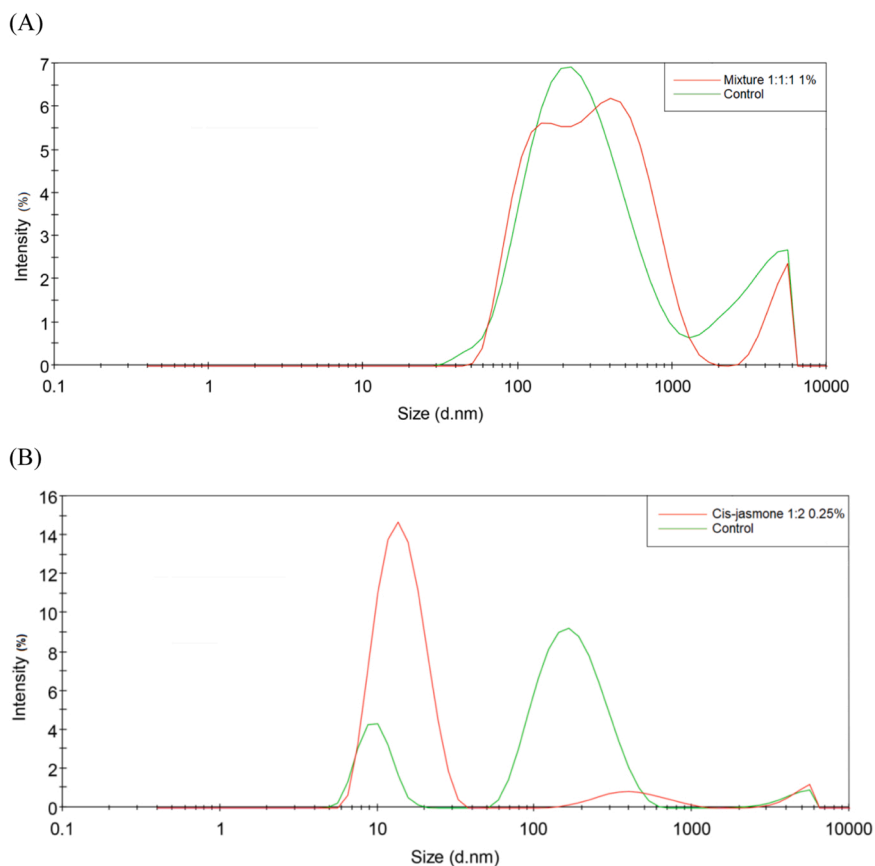 (A)
7
6
5
4
3
2
1
0
Intensity (%)
Mixture 1:1:1 1%
Control
0.1 1 10 100 1000 10000
Size (d.nm)
(B)
16
14
12
10
8
6
4
2
0
Intensity (%)
Cis-jasmone 1:2 0.25%
Control
0.1 1 10 100 1000 10000
Size (d.nm)